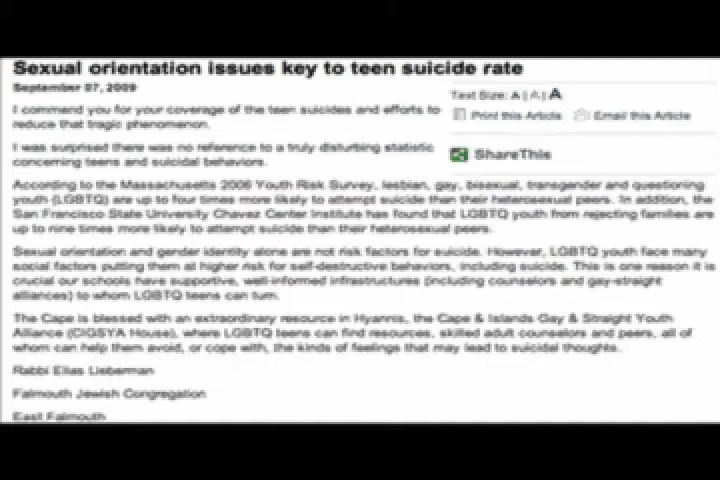 Sexual orientation issues key to teen suicide rate
September 07, 2009
Text Size: A | A | A
I commend you for your coverage of the teen suicides and efforts to
reduce that tragic phenomenon.
Print this Article Email this Article
I was surprised there was no reference to a truly disturbing statistic
concerning teens and suicidal behaviors.
ShareThis
According to the Massachusetts 2006 Youth Risk Survey, lesbian, gay, bisexual, transgender and questioning
youth (LGBTQ) are up to four times more likely to attempt suicide than their heterosexual peers. In addition, the
San Francisco State University Chavez Center Institute has found that LGBTQ youth from rejecting families are
up to nine times more likely to attempt suicide than their heterosexual peers.
Sexual orientation and gender identity alone are not risk factors for suicide. However, LGBTQ youth face many
social factors putting them at higher risk for self-destructive behaviors, including suicide. This is one reason it is
crucial our schools have supportive, well-informed infrastructures (including counselors and gay-straight
alliances) to whom LGBTQ teens can turn.
The Cape is blessed with an extraordinary resource in Hyannis, the Cape & Islands Gay & Straight Youth
Alliance (CIGSYA House), where LGBTQ teens can find resources, skilled adult counselors and peers, all of
whom can help them avoid, or cope with, the kinds of feelings that may lead to suicidal thoughts.
Rabbi Elias Lieberman
Falmouth Jewish Congregation
East Falmouth